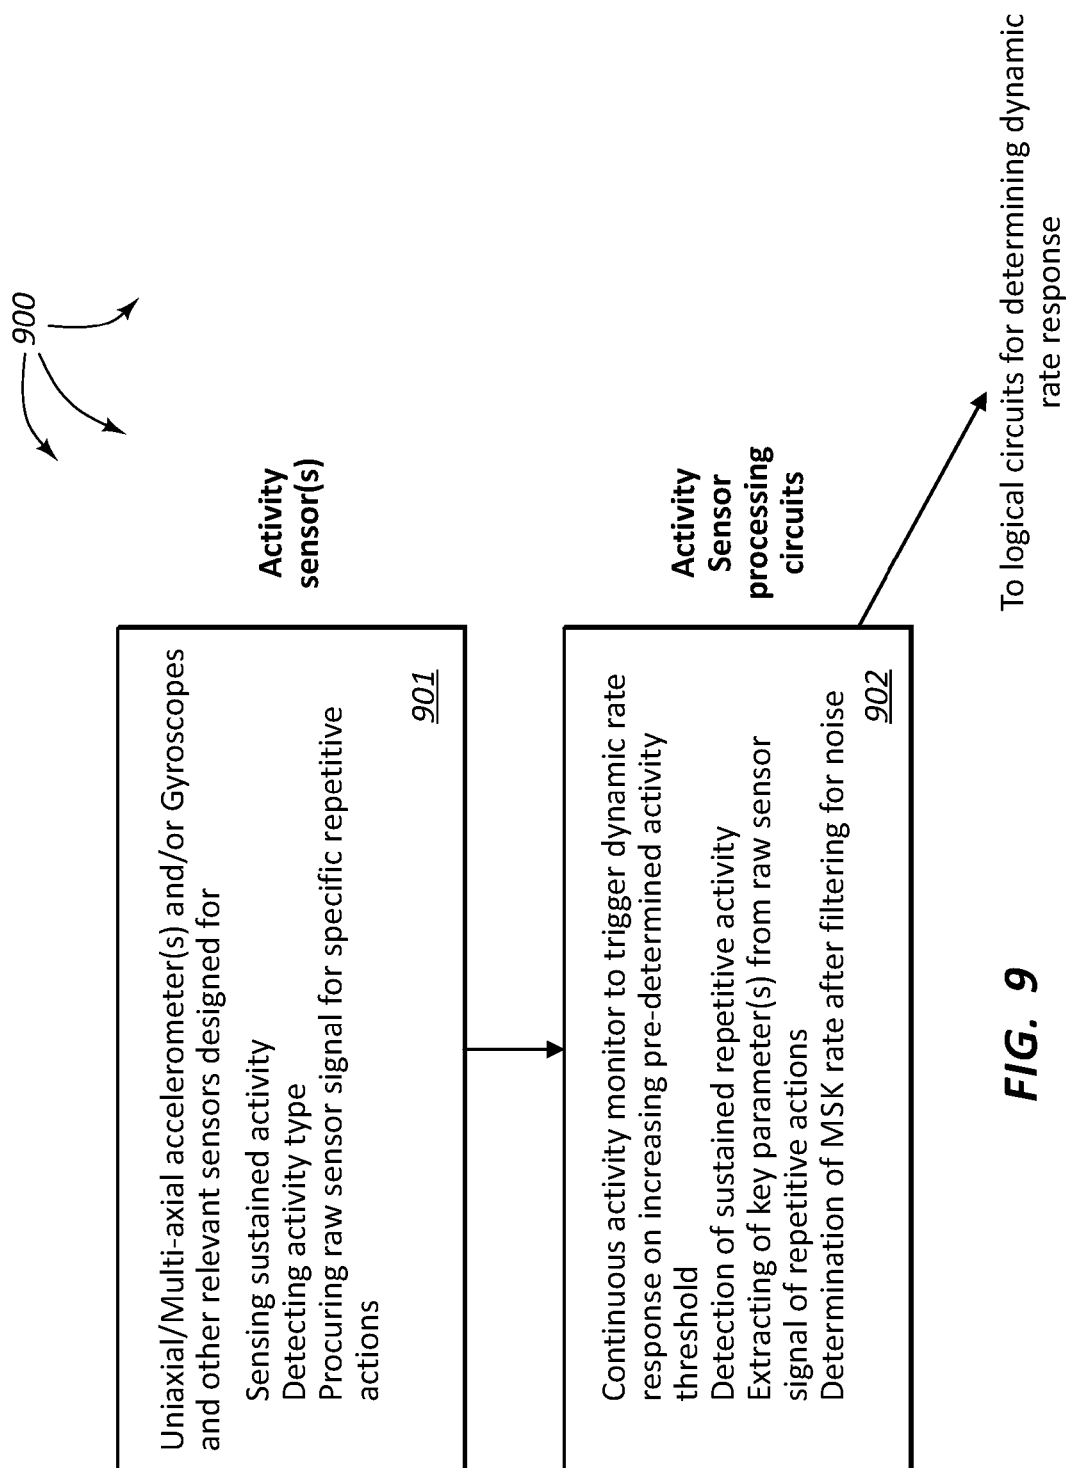 900
Uniaxial/Multi-axial accelerometer(s) and/or Gyroscopes
and other relevant sensors designed for
Sensing sustained activity
Detecting activity type
Procuring raw sensor signal for specific repetitive
actions
901
Activity
sensor(s)
Continuous activity monitor to trigger dynamic rate
response on increasing pre-determined activity
threshold
Detection of sustained repetitive activity
Extracting of key parameter(s) from raw sensor
signal of repetitive actions
Determination of MSK rate after filtering for noise
902
Activity
Sensor
processing
circuits
To logical circuits for determining dynamic
rate response
FIG. 9